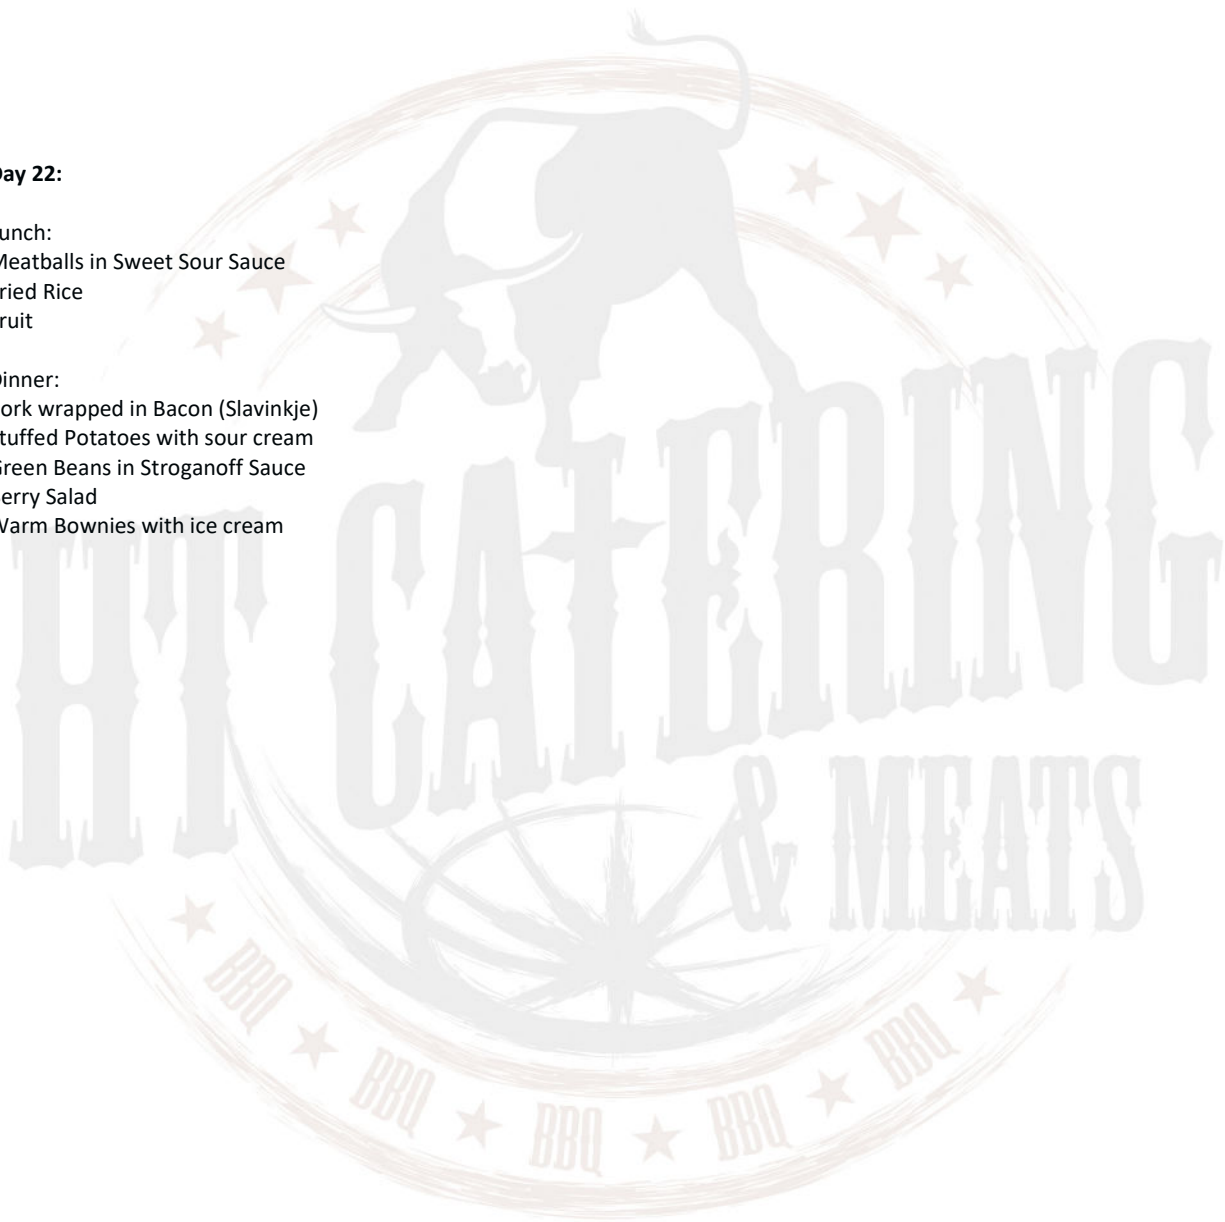 Day 22:
unch:
Meatballs in Sweet Sour Sauce
ried Rice
ruit
Dinner:
ork wrapped in Bacon (Slavinkje)
tuffed Potatoes with sour cream
Green Beans in Stroganoff Sauce
erry Salad
Warm Bownies with ice cream
HT CATERING
& MEATS
BBQ BBQ BBQ BBQ BBQ